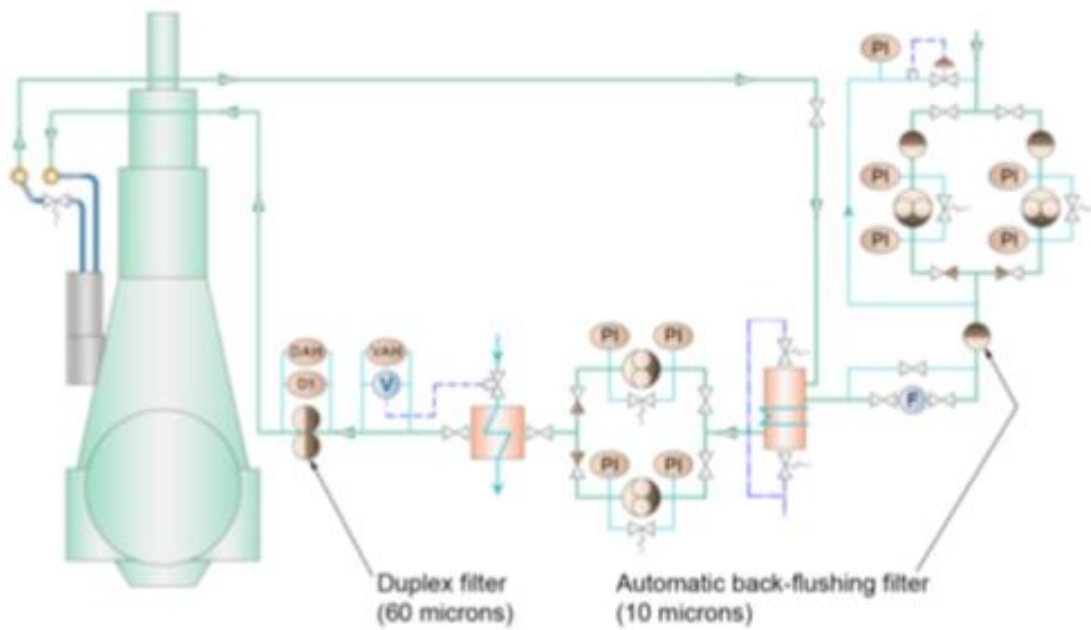 PI
PI
PI
PI
PI
PI
PI
DAH
VAH
V
F
PI
PI
Duplex filter
(60 microns)
Automatic back-flushing filter
(10 microns)